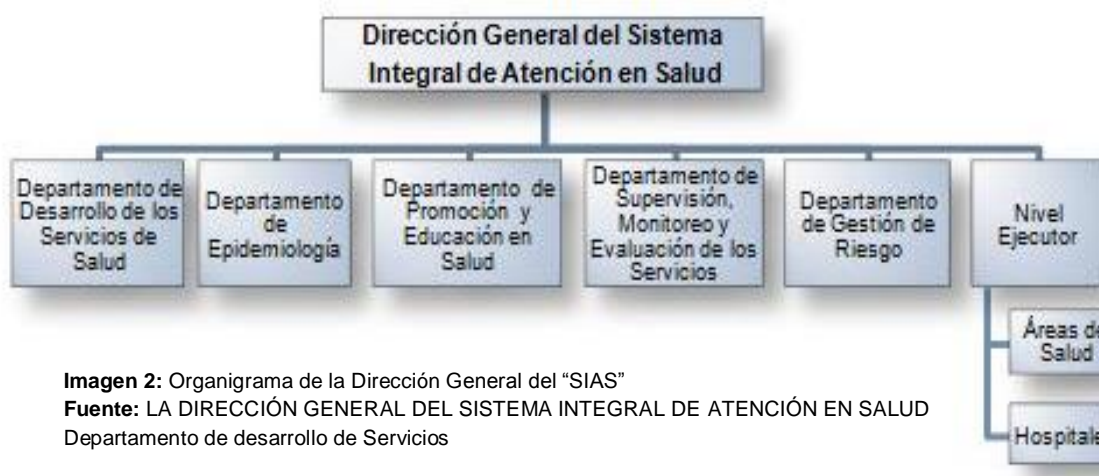 Dirección General del Sistema
Integral de Atención en Salud
Departamento de
Desarrollo de los
Servicios de
Salud
Departamento
de
Epidemiología
Departamento de
Promoción y
Educación en
Salud
Departamento de
Supervisión,
Monitoreo y
Evaluación de los
Servicios
Departamento
de Gestión de
Riesgo
Nivel
Ejecutor
Áreas de
Salud
Hospitale
Imagen 2: Organigrama de la Dirección General del “SIAS”
Fuente: LA DIRECCIÓN GENERAL DEL SISTEMA INTEGRAL DE ATENCIÓN EN SALUD
Departamento de desarrollo de Servicios